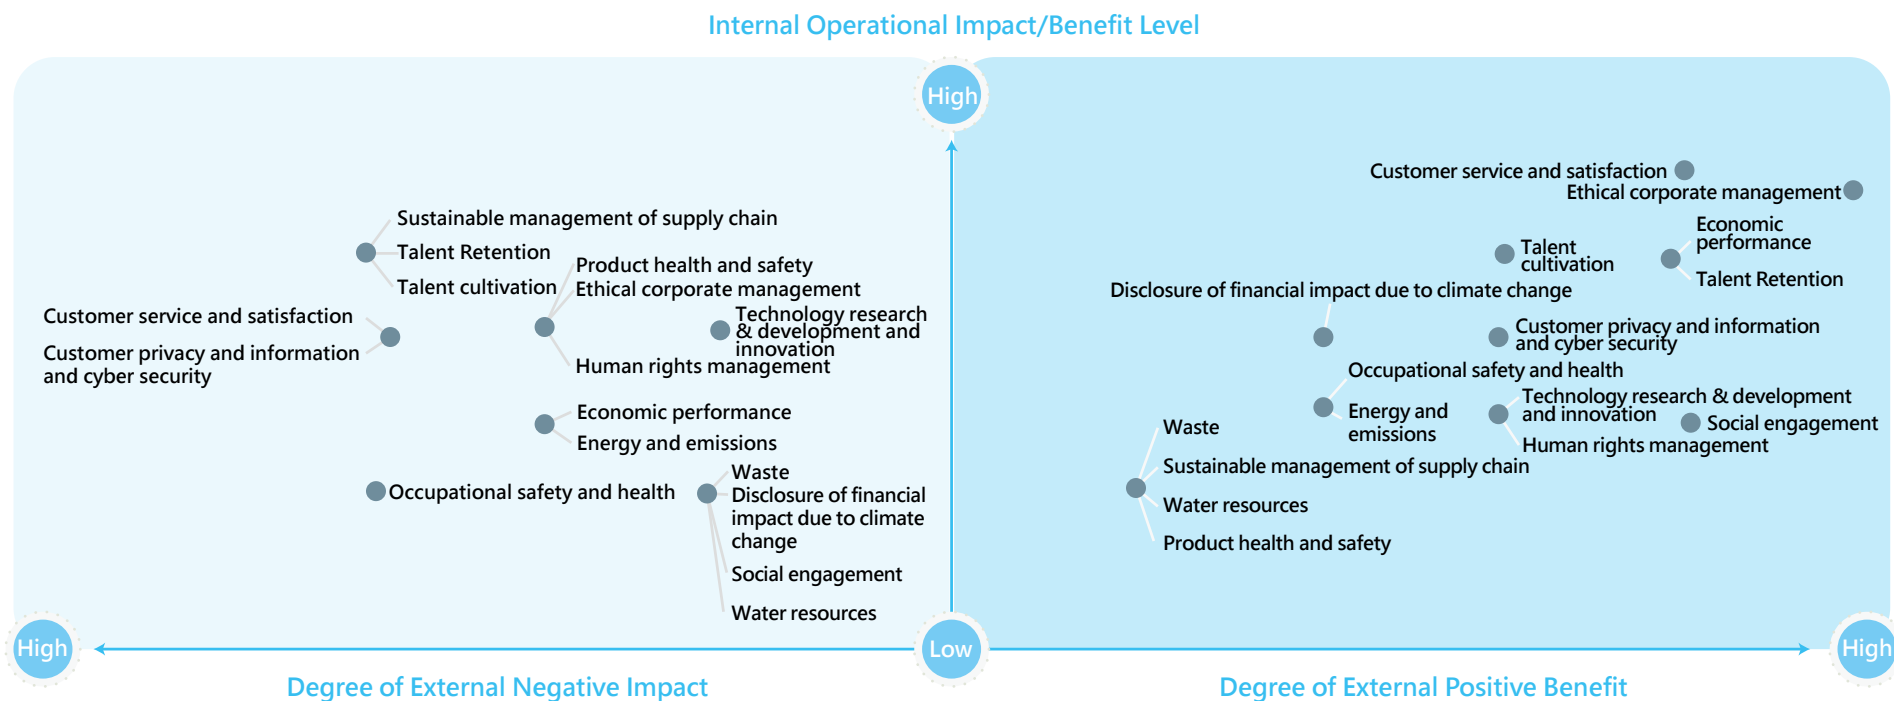 Internal Operational Impact/Benefit Level
High
Sustainable management of supply chain
Talent Retention
Talent cultivation
Product health and safety
Ethical corporate management
Technology research
& development and
innovation
Human rights management
Customer service and satisfaction
Customer privacy and information
and cyber security
Economic performance
Energy and emissions
Occupational safety and health
Waste
Disclosure of financial
impact due to climate
change
Social engagement
Water resources
Customer service and satisfaction
Ethical corporate management
Economic
performance
Talent
cultivation
Talent Retention
Disclosure of financial impact due to climate change
Customer privacy and information
and cyber security
Occupational safety and health
Energy and
emissions
Technology research & development
and innovation
Social engagement
Human rights management
Waste
Sustainable management of supply chain
Water resources
Product health and safety
High
Low
High
Degree of External Negative Impact
Degree of External Positive Benefit